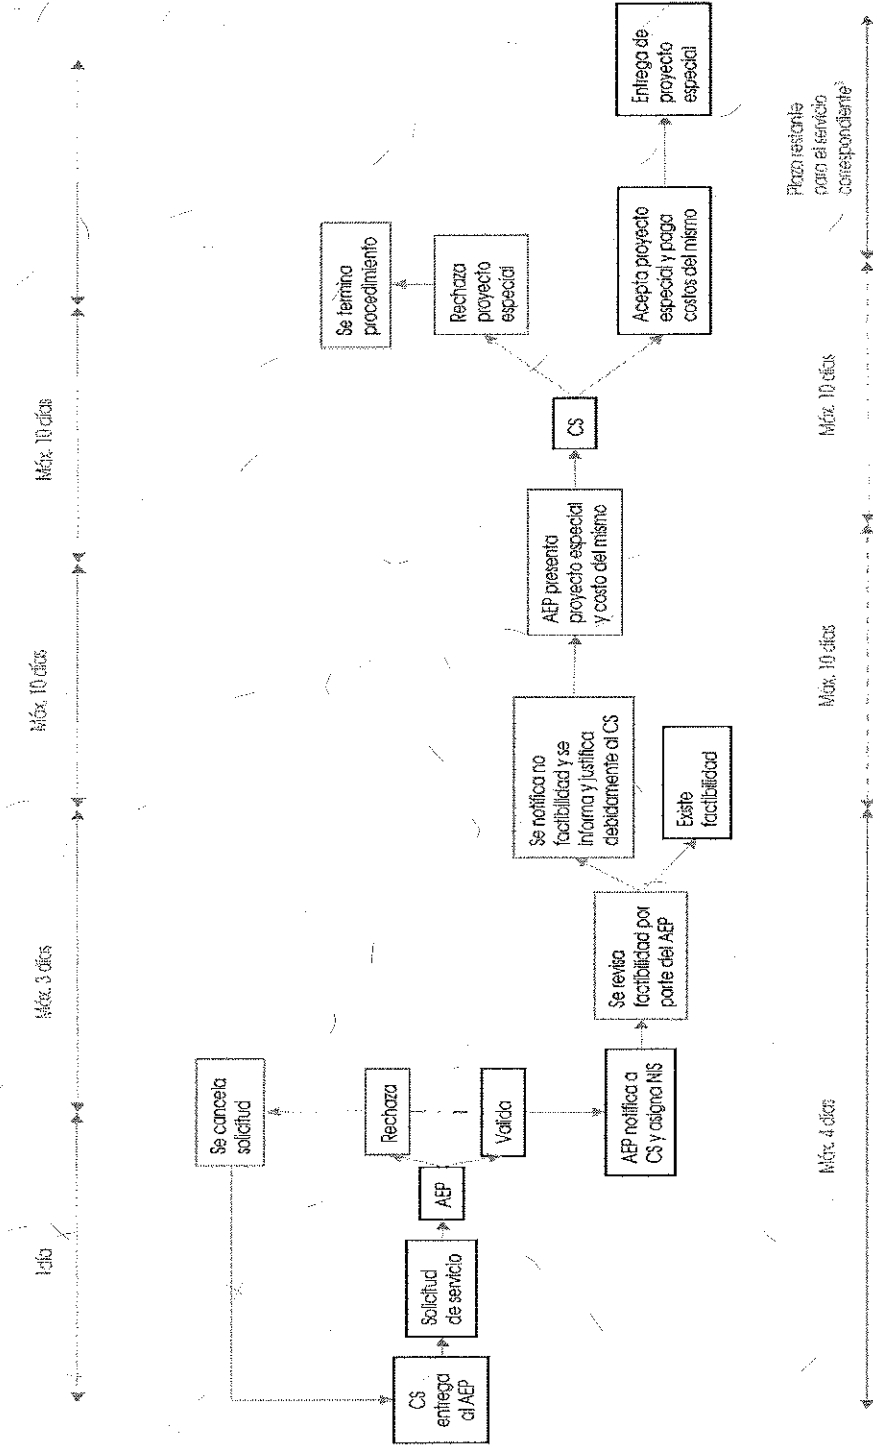 1 día
Máx. 3 días
Máx. 10 días
Máx. 10 días
CS
entrega
al AEP
Solicitud
de servicio
AEP
Rechaza
Se cancela
solicitud
Valida
AEP notifica a
CS y asigna NIS
Se revisa
factibilidad por
parte del AEP
Se notifica no
factibilidad y se
informa y justifica
debidamente al CS
Existe
factibilidad
AEP presenta
proyecto especial
y costo del mismo
CS
Rechaza
proyecto
especial
Se termina
procedimiento
Acepta proyecto
especial y paga
costos del mismo
Entrega de
proyecto
especial
Máx. 4 días
Máx. 10 días
Máx. 10 días
Plazo restante
para el servicio
correspondiente